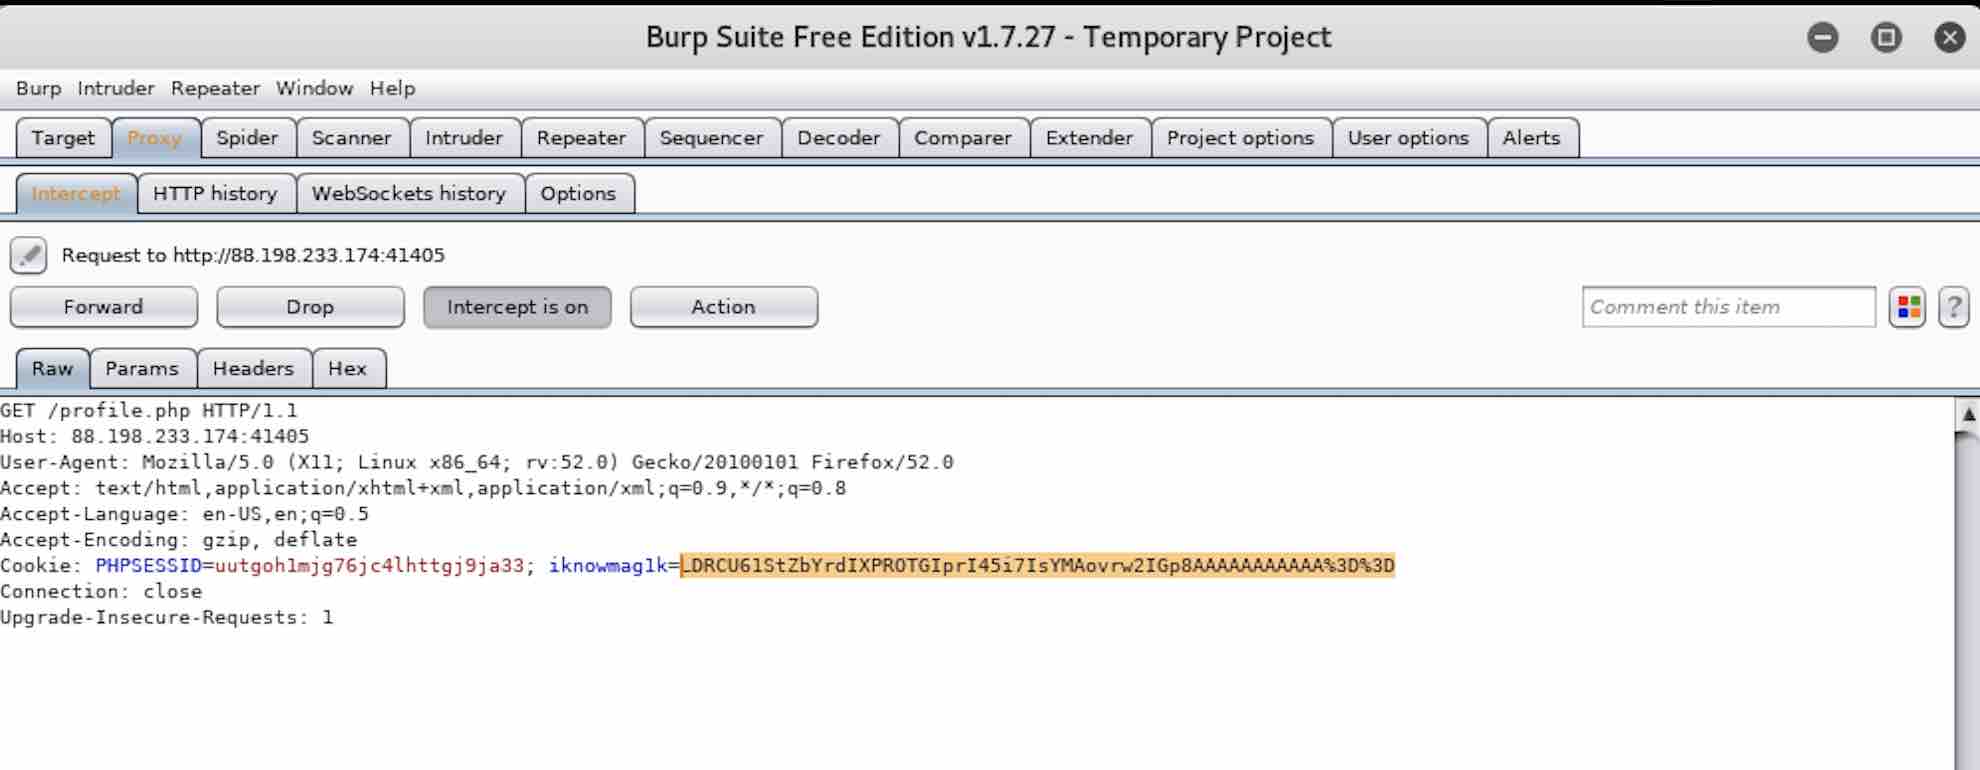 Burp Suite Free Edition v1.7.27 - Temporary Project
Burp Intruder Repeater Window Help
Target Proxy Spider Scanner Intruder Repeater Sequencer Decoder Comparer Extender Project options User options Alerts
Intercept HTTP history WebSockets history Options
Request to http://88.198.233.174:41405
Forward Drop Intercept is on Action Comment this item ?
Raw Params Headers Hex
GET /profile.php HTTP/1.1
Host: 88.198.233.174:41405
User-Agent: Mozilla/5.0 (X11; Linux x86_64; rv:52.0) Gecko/20100101 Firefox/52.0
Accept: text/html,application/xhtml+xml,application/xml;q=0.9,*/*;q=0.8
Accept-Language: en-US,en;q=0.5
Accept-Encoding: gzip, deflate
Cookie: PHPSESSID=uutgoh1mjg76jc4lhttgj9ja33; iknowmag1k=LDRCU61StZbYrdIXPROTGIprI45i7IsYMAovrw2IGp8AAAAAAAAAAA%3D%3D
Connection: close
Upgrade-Insecure-Requests: 1